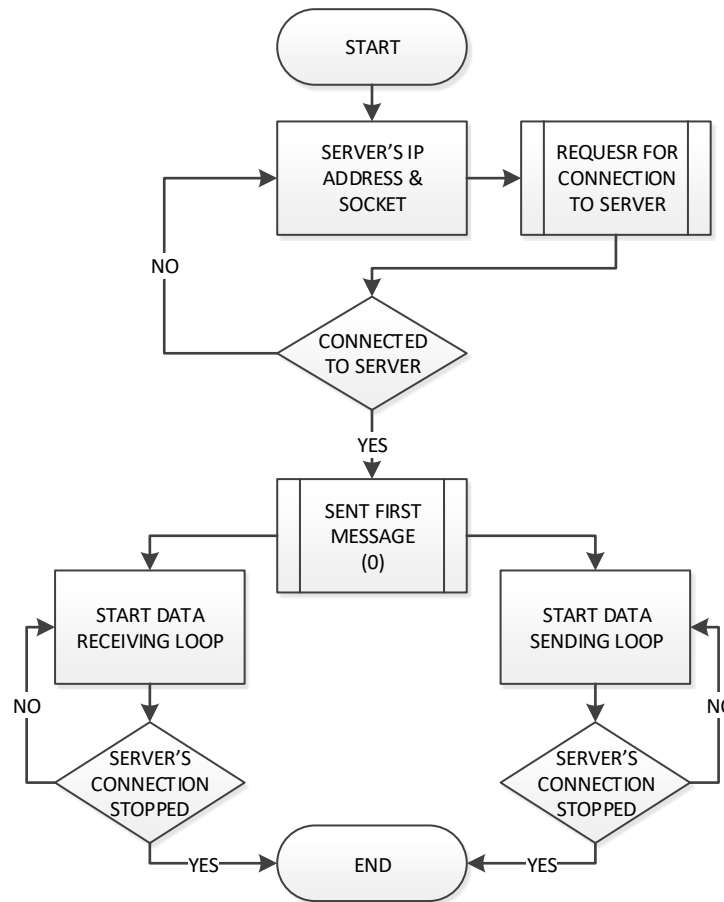 START
SERVER'S IP
ADDRESS &
SOCKET
REQUESR FOR
CONNECTION
TO SERVER
NO
CONNECTED
TO SERVER
YES
SENT FIRST
MESSAGE
(0)
START DATA
RECEIVING LOOP
START DATA
SENDING LOOP
NO
NO
SERVER'S
CONNECTION
STOPPED
SERVER'S
CONNECTION
STOPPED
YES
END
YES